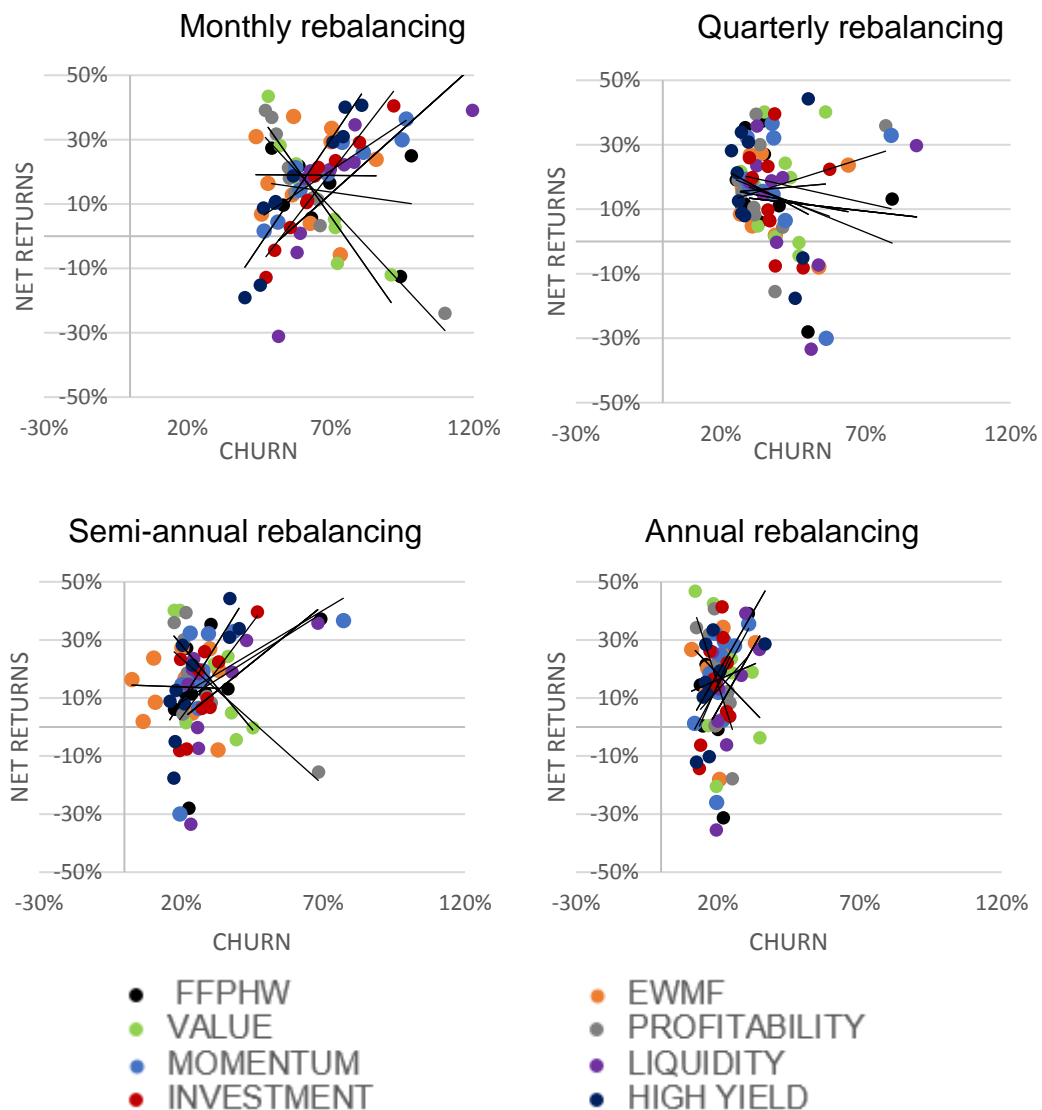 Monthly rebalancing
50%
30%
10%
-10%
-30%
-50%
-30%
20%
70%
120%
NET RETURNS
CHURN
Quarterly rebalancing
50%
30%
10%
-10%
-30%
-50%
-30%
20%
70%
120%
NET RETURNS
CHURN
Semi-annual rebalancing
50%
30%
10%
-10%
-30%
-50%
-30%
20%
70%
120%
NET RETURNS
CHURN
Annual rebalancing
50%
30%
10%
-10%
-30%
-50%
-30%
20%
70%
120%
NET RETURNS
CHURN
FFPHW
EWMF
VALUE
PROFITABILITY
MOMENTUM
LIQUIDITY
INVESTMENT
HIGH YIELD